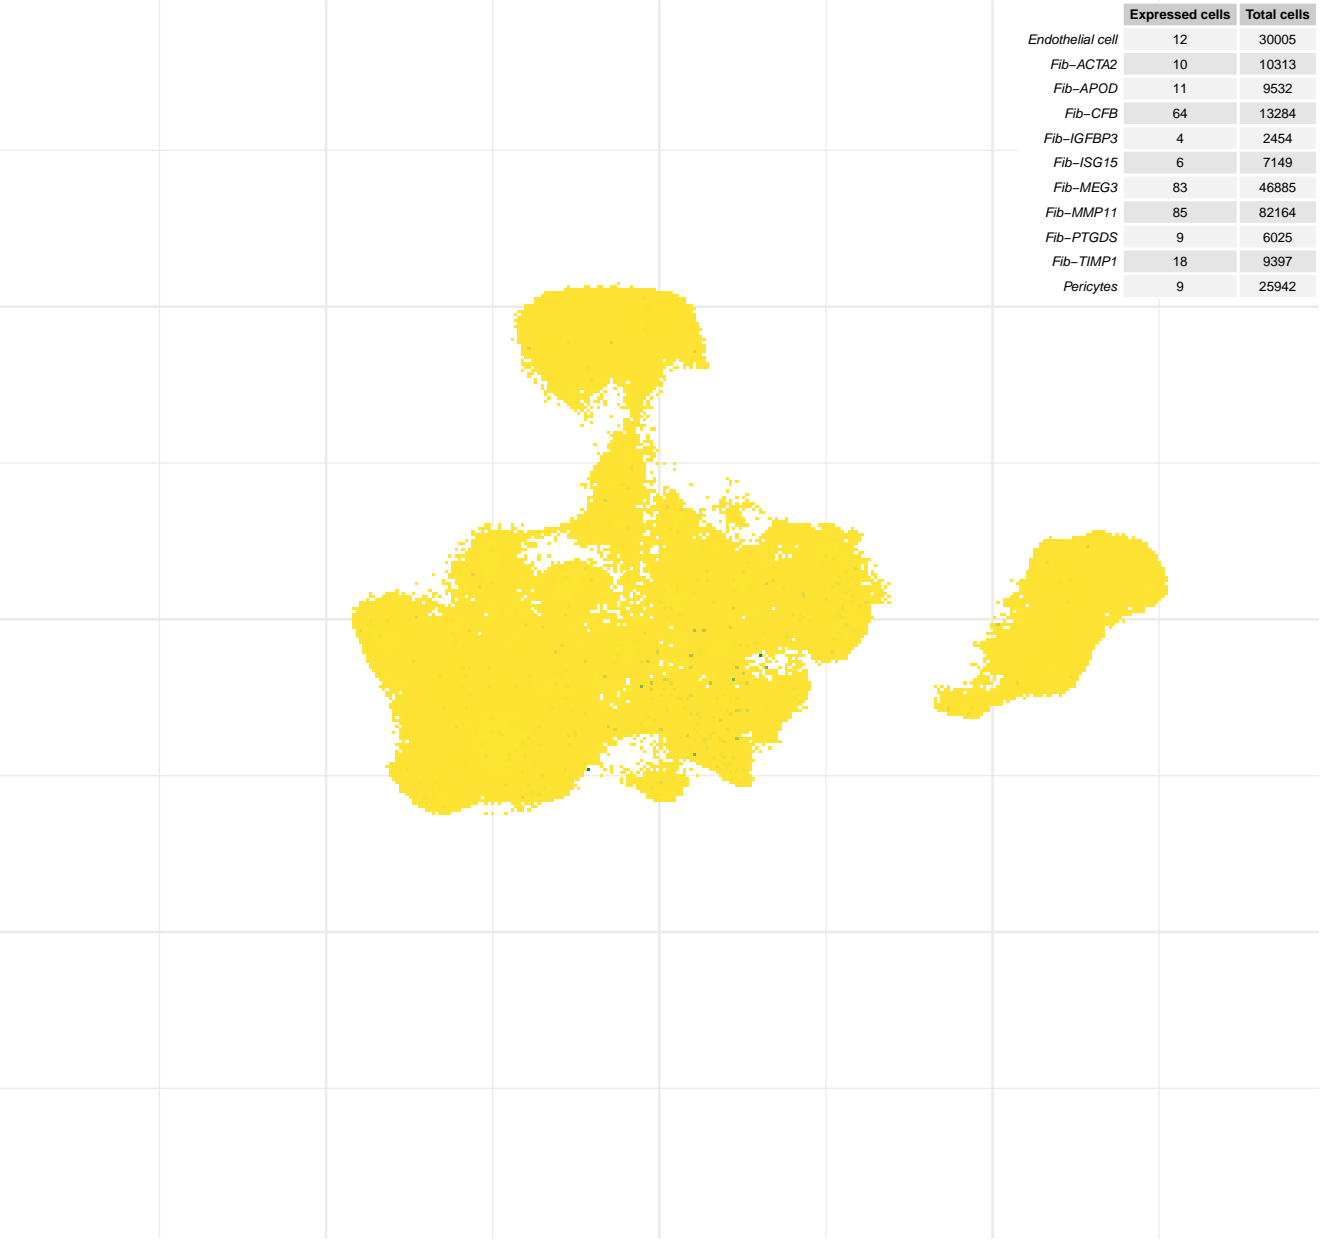 Expressed cells Total cells
Endothelial cell 12 30005
Fib−ACTA2 10 10313
Fib−APOD 11 9532
Fib−CFB 64 13284
Fib−IGFBP3 4 2454
Fib−ISG15 6 7149
Fib−MEG3 83 46885
Fib−MMP11 85 82164
Fib−PTGDS 9 6025
Fib−TIMP1 18 9397
Pericytes 9 25942